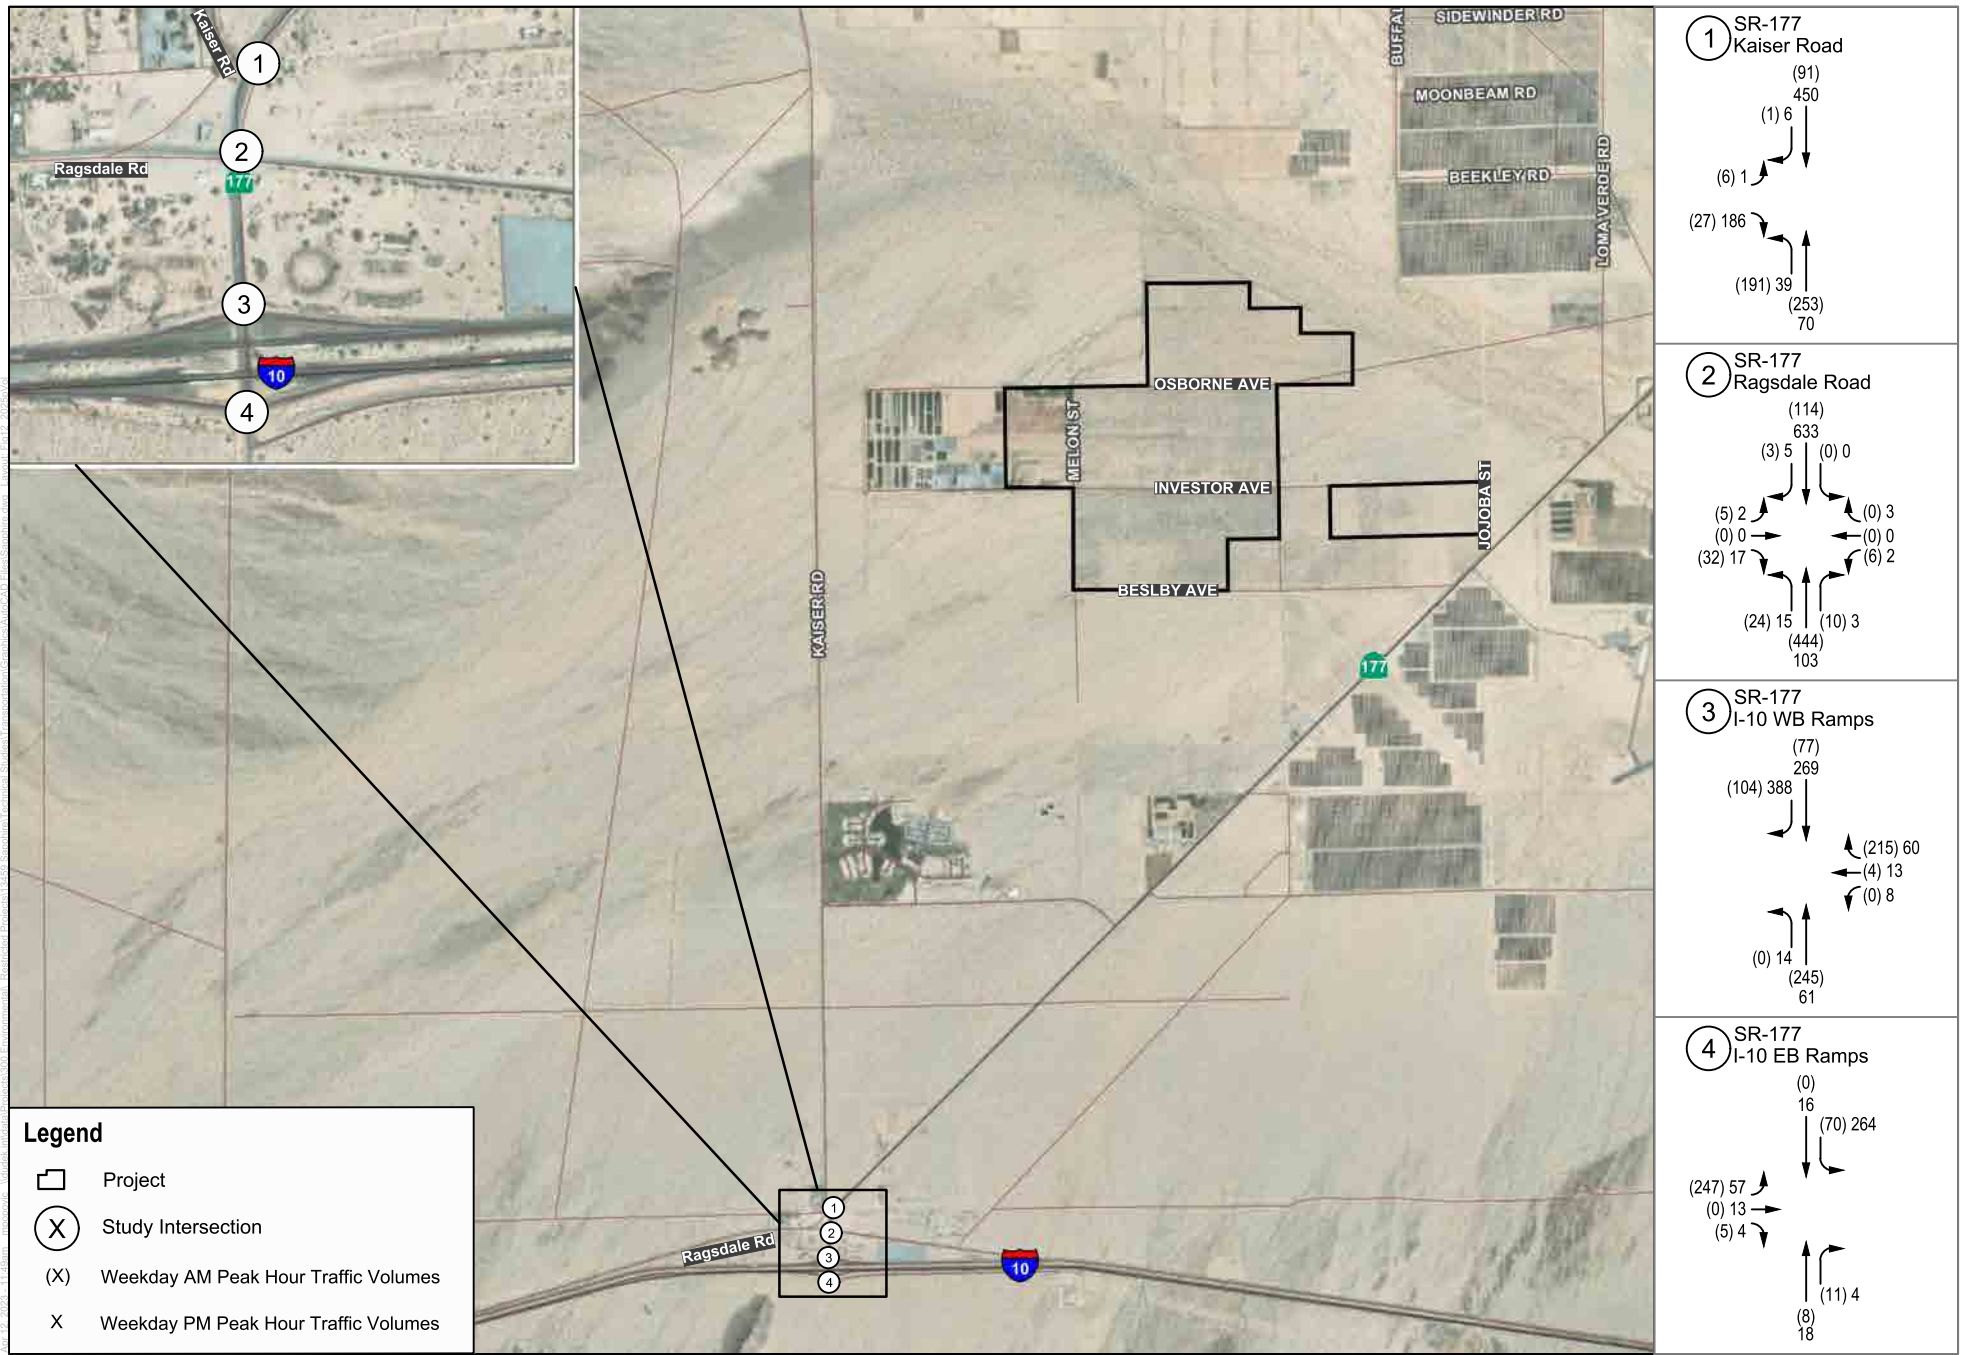 Kaiser Rd
1
2
Ragsdale Rd
177
3
10
4
SIDEWINDER RD
MOONBEAM RD
BEEKLEY RD
LOMA VERDE RD
OSBORNE AVE
MELON ST
INVESTOR AVE
JOJOBA ST
BESLBY AVE
KAISER RD
177
1
2
3
4
Ragsdale Rd
10
Legend
Project
X Study Intersection
(X) Weekday AM Peak Hour Traffic Volumes
X Weekday PM Peak Hour Traffic Volumes
1 SR-177
Kaiser Road
(91)
450
(1) 6
(6) 1
(27) 186
(191) 39
(253)
70
2 SR-177
Ragsdale Road
(114)
633
(3) 5 (0) 0
(5) 2 (0) 3
(0) 0 (0) 0
(32) 17 (6) 2
(24) 15 (10) 3
(444)
103
3 SR-177
I-10 WB Ramps
(77)
269
(104) 388
(215) 60
(4) 13
(0) 8
(0) 14
(245)
61
4 SR-177
I-10 EB Ramps
(0)
16
(70) 264
(247) 57
(0) 13
(5) 4
(11) 4
(8)
18